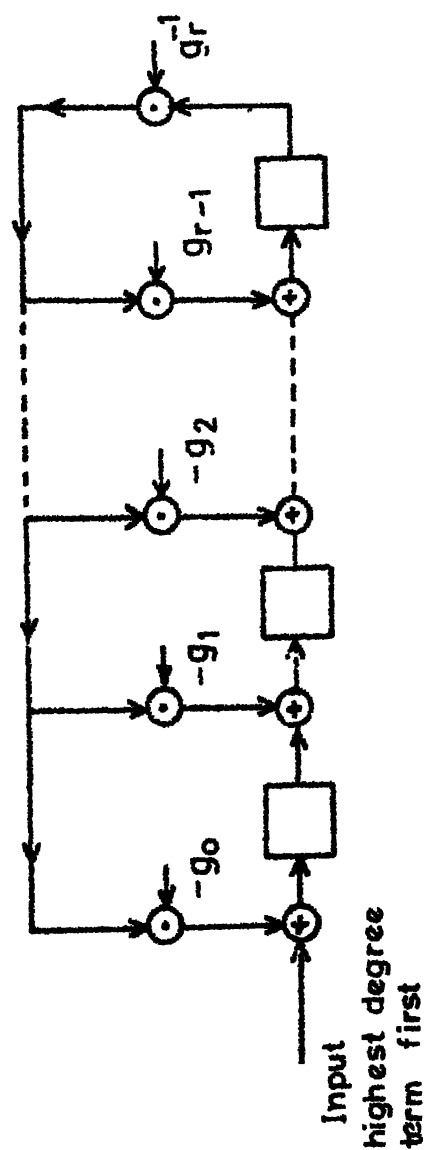 -g₀
-g₁
-g₂
gᵣ₋₁
gᵣ⁻¹
Input
highest degree
term first